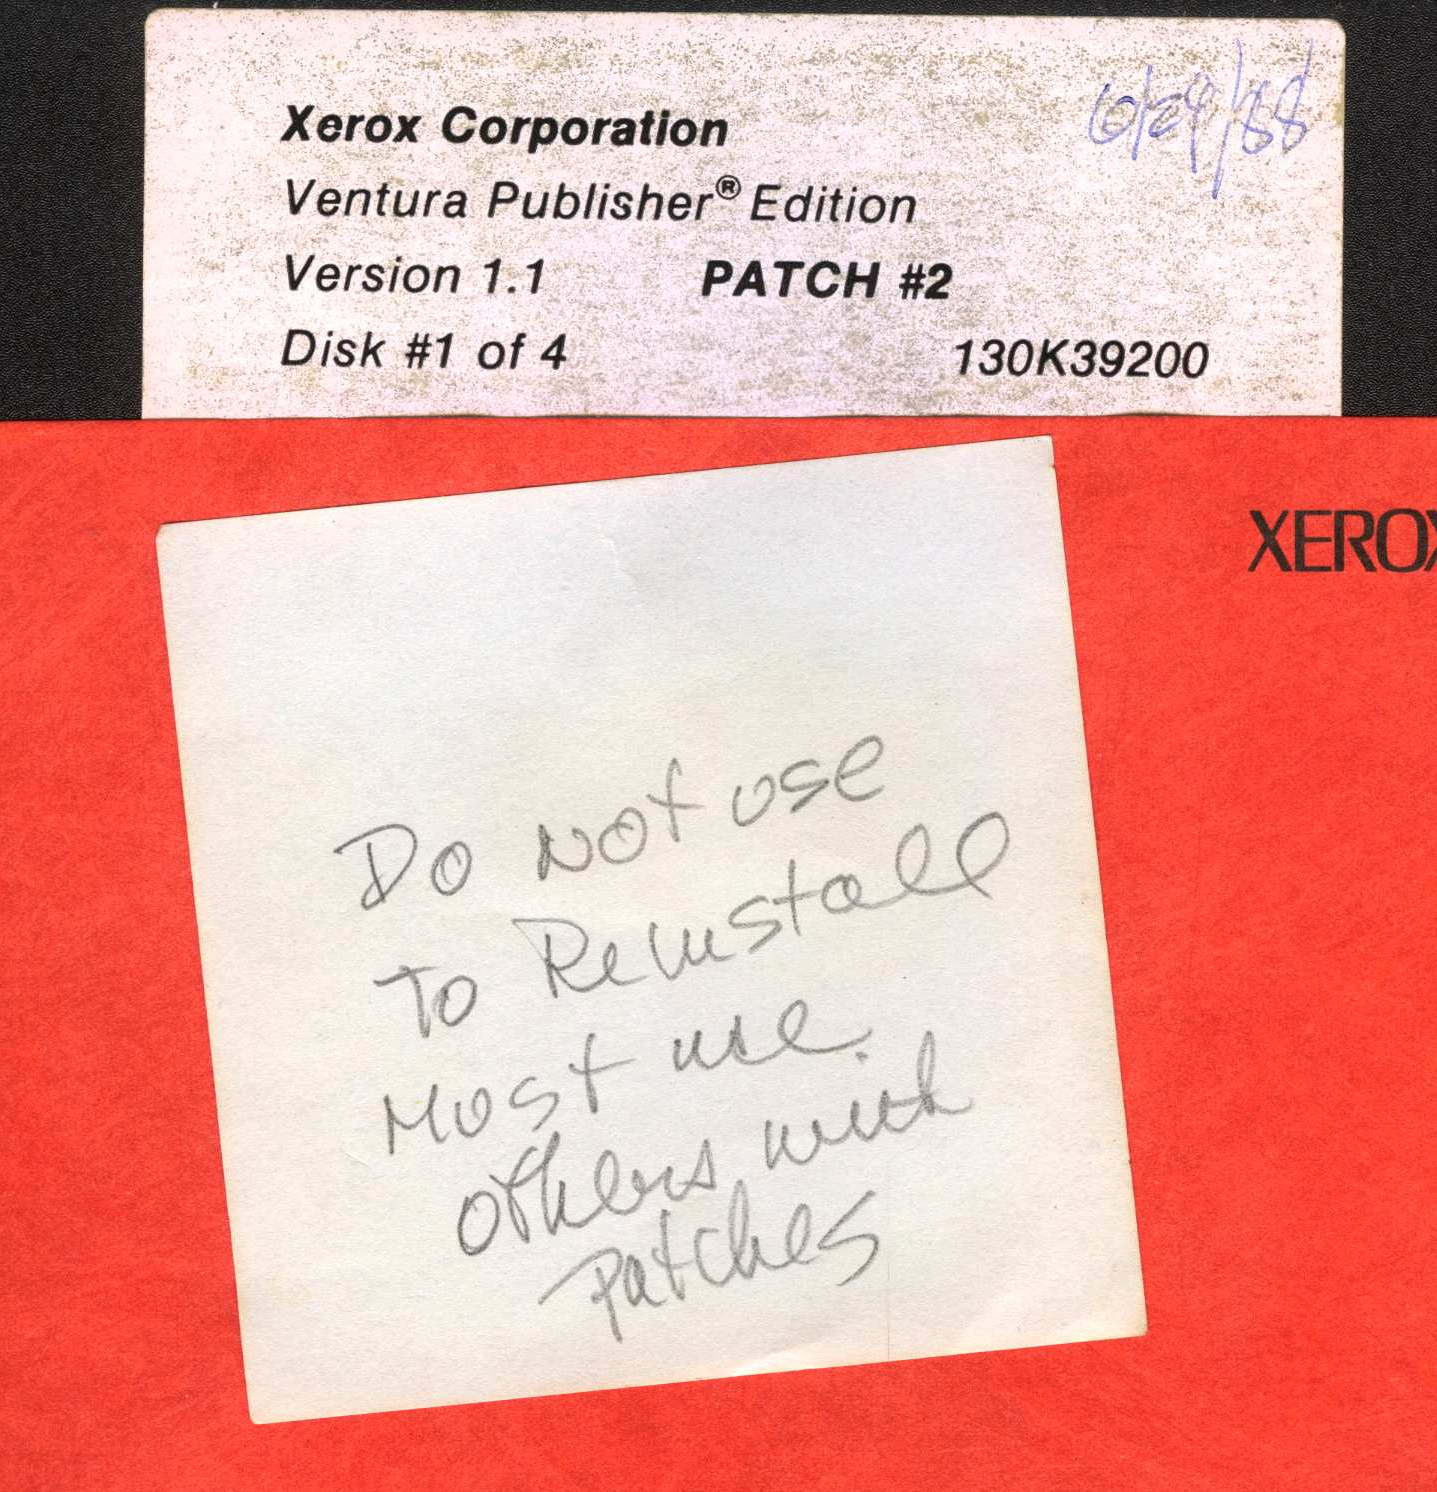 6/29/88
Xerox Corporation
Ventura Publisher® Edition
Version 1.1 PATCH #2
Disk #1 of 4 130K39200
XEROX
Do not use
To Reinstall
Must use
others with
Patches